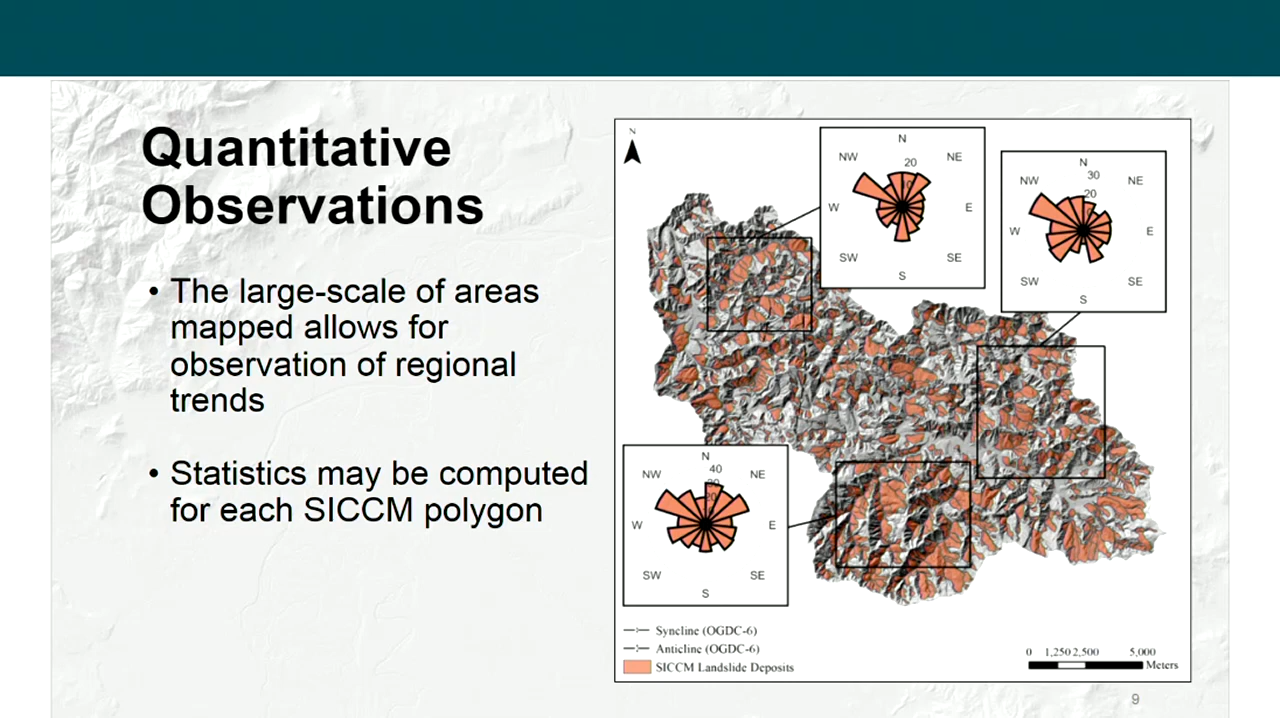 Quantitative
Observations
• The large-scale of areas
mapped allows for
observation of regional
trends
• Statistics may be computed
for each SICCM polygon
N
N
NW
20
NE
W
E
SW
SE
S
N
NW
30
20
NE
W
E
SW
SE
S
N
NW
40
NE
W
E
SW
SE
S
Syncline (OGDC-6)
Anticline (OGDC-6)
SICCM Landslide Deposits
0 1,250 2,500 5,000
Meters
9